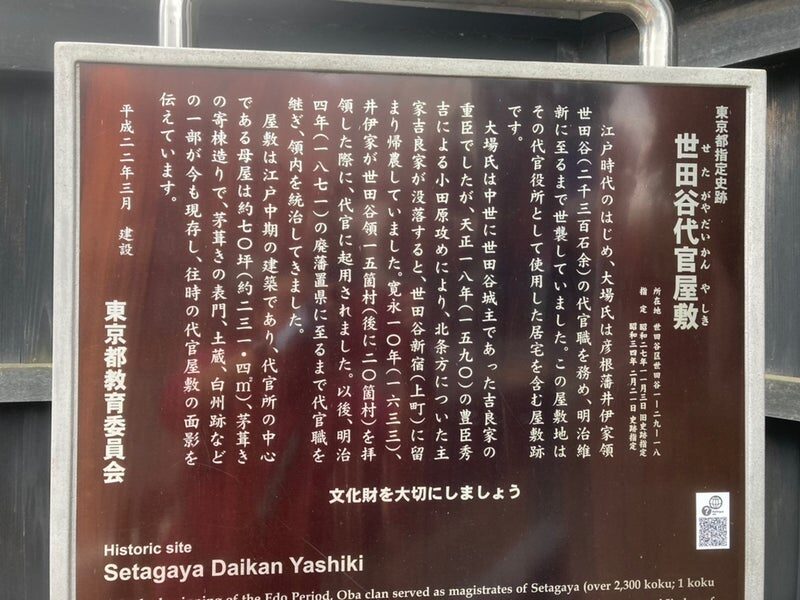 東京都指定史跡
世田谷代官屋敷
せたがやだいかん やしき
所在地 世田谷区世田谷一-二九-一八
指定 昭和二七年一一月三日 旧史跡指定
昭和三四年二月二一日 史跡指定
江戸時代のはじめ、大場氏は彦根藩井伊家領
世田谷(二千三百石余)の代官職を務め、明治維
新に至るまで世襲していました。この屋敷地は
その代官役所として使用した居宅を含む屋敷跡
です。
大場氏は中世に世田谷城主であった吉良家の
重臣でしたが、天正一八年(一五九〇)の豊臣秀
吉による小田原攻めにより、北条方についた主
家吉良家が没落すると、世田谷新宿(上町)に留
まり帰農していました。寛永一〇年(一六三三)、
井伊家が世田谷領一五箇村(後に二〇箇村)を拝
領した際に、代官に起用されました。以後、明治
四年(一八七一)の廃藩置県に至るまで代官職を
継ぎ、領内を統治してきました。
屋敷は江戸中期の建築であり、代官所の中心
である母屋は約七〇坪(約二三一・四㎡)、茅葺き
の寄棟造りで、茅葺きの表門、土蔵、白州跡など
の一部が今も現存し、往時の代官屋敷の面影を
伝えています。
平成二二年三月 建設
東京都教育委員会
文化財を大切にしましょう
Historic site
Setagaya Daikan Yashiki
beginning of the Edo Period, Oba clan served as magistrates of Setagaya (over 2,300 koku; 1 koku